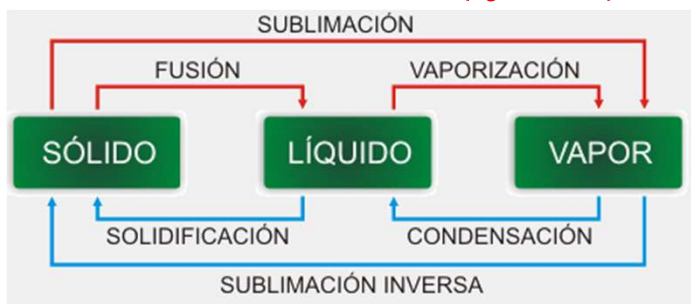 SUBLIMACIÓN
FUSIÓN VAPORIZACIÓN
SÓLIDO LÍQUIDO VAPOR
SOLIDIFICACIÓN CONDENSACIÓN
SUBLIMACIÓN INVERSA